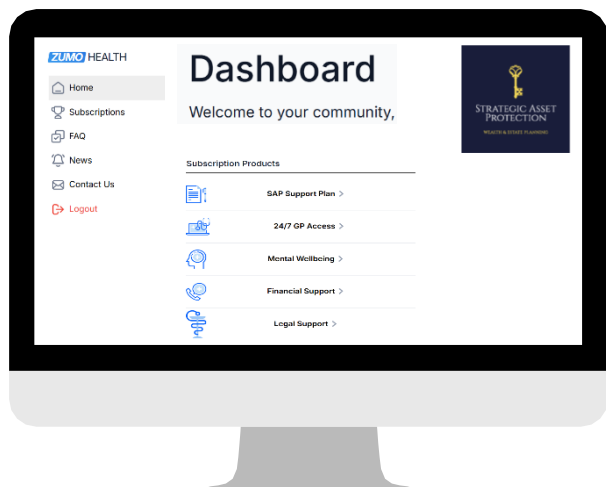 ZUMO HEALTH
Home
Subscriptions
FAQ
News
Contact Us
Logout
Dashboard
Welcome to your community,
Subscription Products
SAP Support Plan
24/7 GP Access
Mental Wellbeing
Financial Support
Legal Support
STRATEGIC ASSET
PROTECTION
WEALTH & ESTATE PLANNING